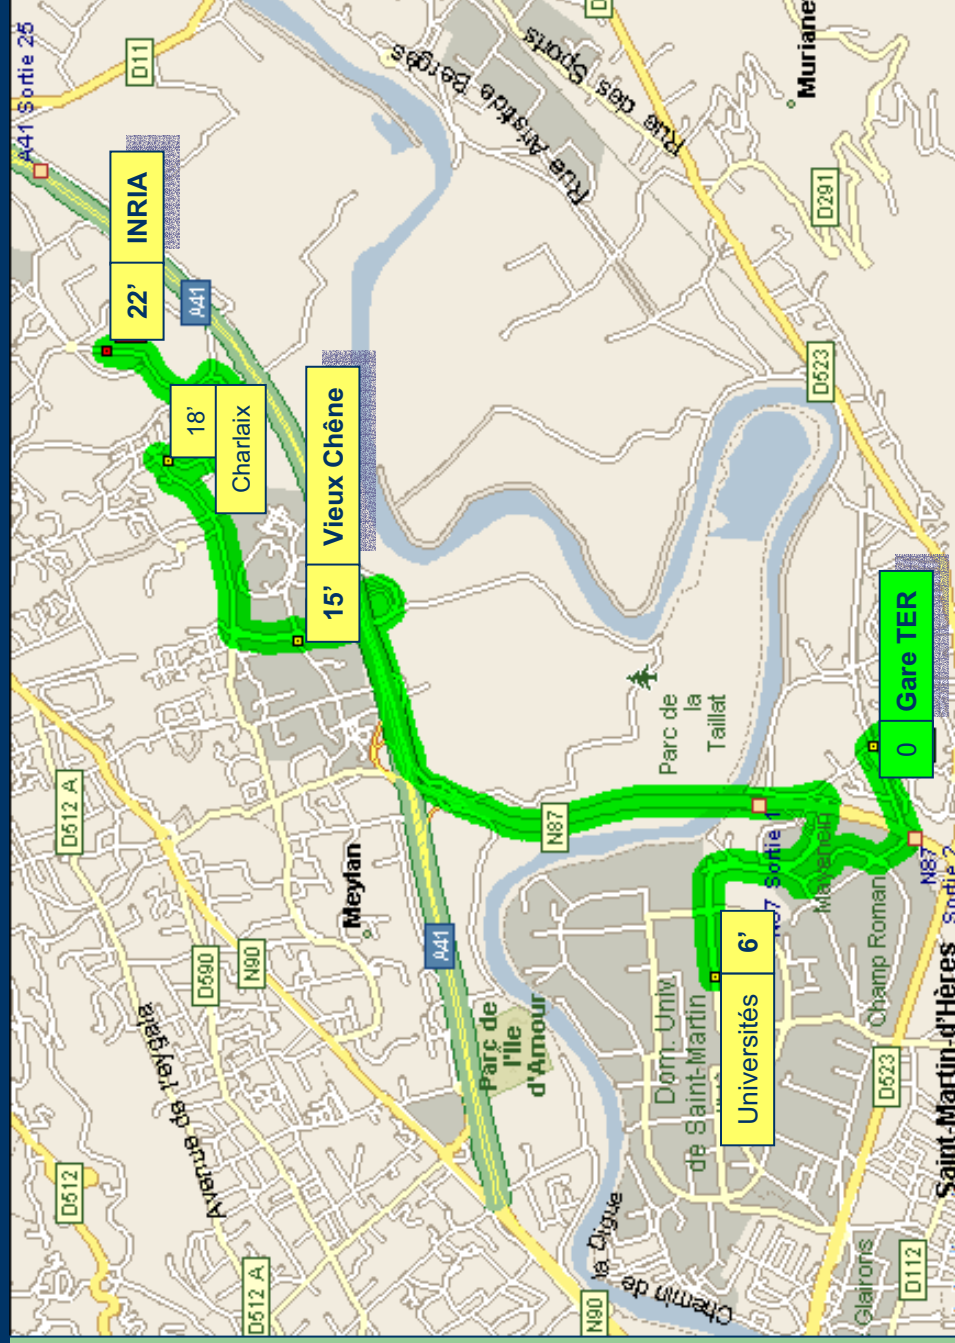 A41 Sortie 25
D11
INRIA
22'
A41
18'
Charlaix
Vieux Chêne
15'
Rue Aristide Bergès
Rue des Sports
Murianette
D291
D523
D512 A
D590
N90
Meylan
A41
Avenue de l'eygala
D512
D512 A
Parc de
l'Ile
d'Amour
N87
Parc de
la
Taillat
Gare TER
0
N87 Sortie 1
Mayencin
N87
Sortie 2
6'
Universités
Dom. Univ.
de Saint-Martin
Champ Roman
D523
Saint-Martin-d'Hères
Chemin de
la Digue
N90
Glairons
D112